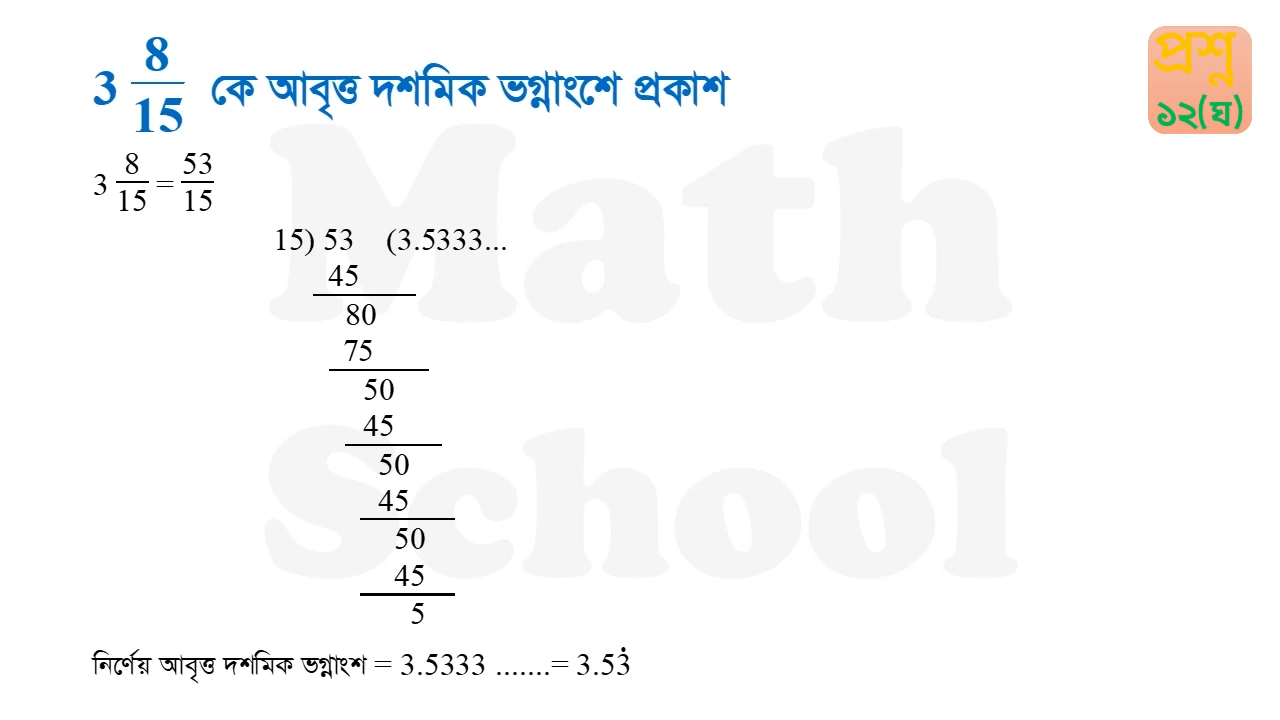 3 8/15 কে আবৃত্ত দশমিক ভগ্নাংশে প্রকাশ
প্রশ্ন
১২(ঘ)
3 8/15 = 53/15
15) 53 (3.5333...
45
80
75
50
45
50
45
50
45
5
নির্ণেয় আবৃত্ত দশমিক ভগ্নাংশ = 3.5333 .......= 3.53̇
Math
School